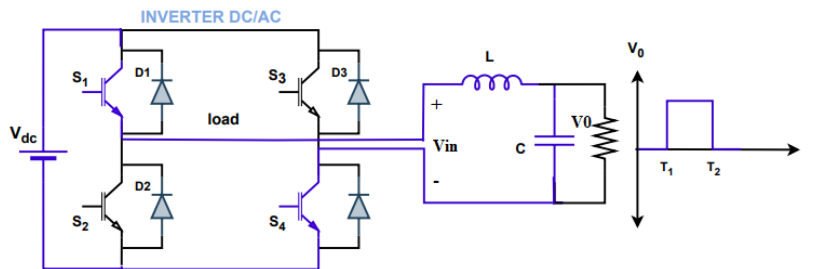 INVERTER DC/AC
S1
D1
S3
D3
L
V0
Vdc
load
+
Vin
-
C
V0
T1
T2
S2
D2
S4